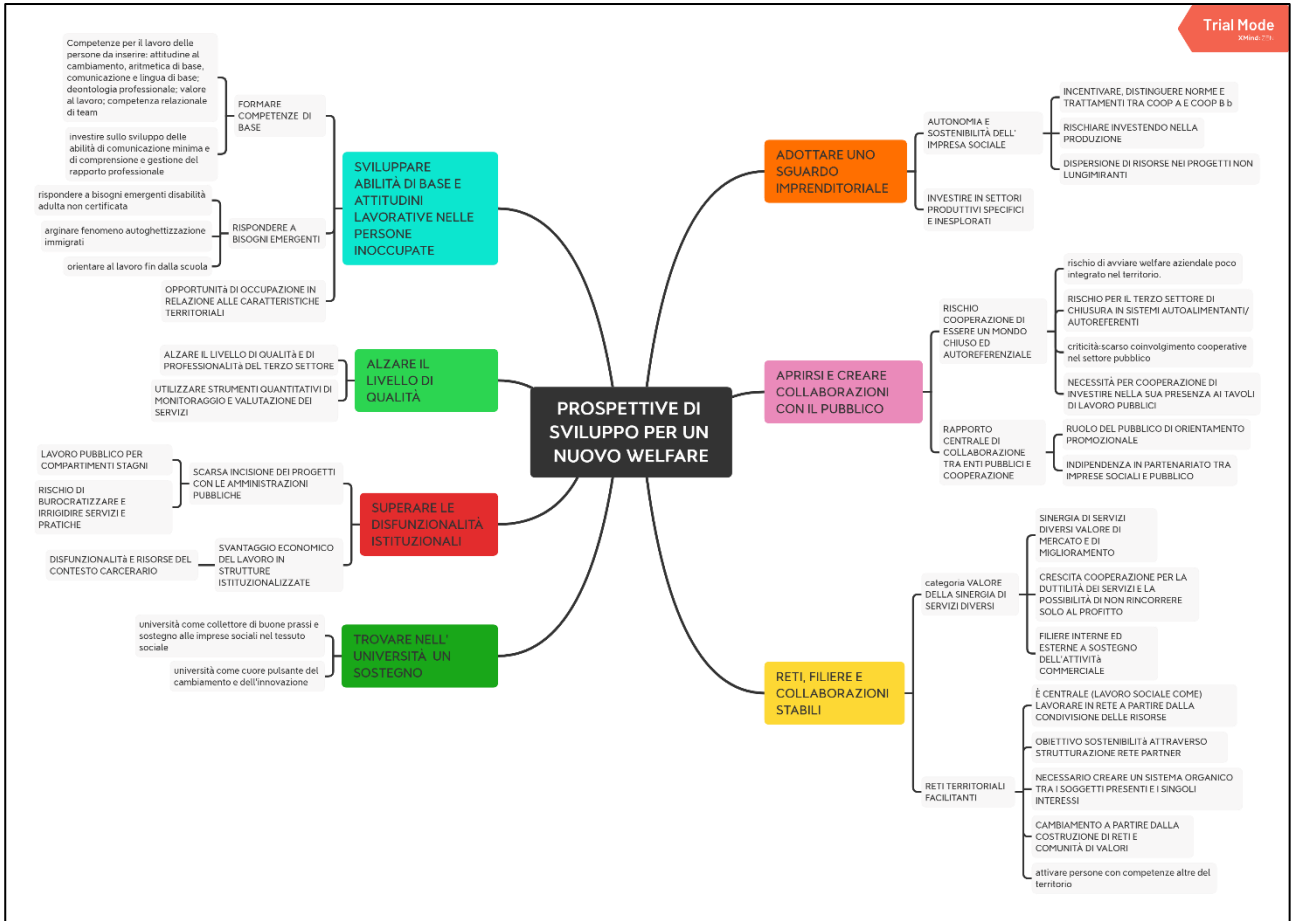 Trial Mode
Competenze per il lavoro delle
persone da inserire: attitudine al
cambiamento, aritmetica di base,
comunicazione e lingua di base;
deontologia professionale; valore
al lavoro; competenza relazionale
di team
FORMARE
COMPETENZE DI
BASE
investire sullo sviluppo delle
abilità di comunicazione minima e
di comprensione e gestione del
rapporto professionale
SVILUPPARE
ABILITÀ DI BASE E
ATTITUDINI
LAVORATIVE NELLE
PERSONE
INOCCUPATE
rispondere a bisogni emergenti disabilità
adulta non certificata
arginare fenomeno autoghettizzazione
immigrati
RISPONDERE A
BISOGNI EMERGENTI
orientare al lavoro fin dalla scuola
OPPORTUNITà DI OCCUPAZIONE IN
RELAZIONE ALLE CARATTERISTICHE
TERRITORIALI
ALZARE IL LIVELLO DI QUALITà E DI
PROFESSIONALITà DEL TERZO SETTORE
ALZARE IL
LIVELLO DI
QUALITÀ
UTILIZZARE STRUMENTI QUANTITATIVI DI
MONITORAGGIO E VALUTAZIONE DEI
SERVIZI
LAVORO PUBBLICO PER
COMPARTIMENTI STAGNI
SCARSA INCISIONE DEI PROGETTI
CON LE AMMINISTRAZIONI
PUBBLICHE
RISCHIO DI
BUROCRATIZZARE E
IRRIGIDIRE SERVIZI E
PRATICHE
SUPERARE LE
DISFUNZIONALITÀ
ISTITUZIONALI
DISFUNZIONALITà E RISORSE DEL
CONTESTO CARCERARIO
SVANTAGGIO ECONOMICO
DEL LAVORO IN
STRUTTURE
ISTITUZIONALIZZATE
università come collettore di buone prassi e
sostegno alle imprese sociali nel tessuto
sociale
TROVARE NELL'
UNIVERSITÀ UN
SOSTEGNO
università come cuore pulsante del
cambiamento e dell'innovazione
PROSPETTIVE DI
SVILUPPO PER UN
NUOVO WELFARE
ADOTTARE UNO
SGUARDO
IMPRENDITORIALE
AUTONOMIA E
SOSTENIBILITÀ DELL'
IMPRESA SOCIALE
INCENTIVARE, DISTINGUERE NORME E
TRATTAMENTI TRA COOP A E COOP B b
RISCHIARE INVESTENDO NELLA
PRODUZIONE
DISPERSIONE DI RISORSE NEI PROGETTI NON
LUNGIMIRANTI
INVESTIRE IN SETTORI
PRODUTTIVI SPECIFICI
E INESPLORATI
APRIRSI E CREARE
COLLABORAZIONI
CON IL PUBBLICO
RISCHIO
COOPERAZIONE DI
ESSERE UN MONDO
CHIUSO ED
AUTOREFERENZIALE
rischio di avviare welfare aziendale poco
integrato nel territorio.
RISCHIO PER IL TERZO SETTORE DI
CHIUSURA IN SISTEMI AUTOALIMENTANTI/
AUTOREFERENTI
criticità:scarso coinvolgimento cooperative
nel settore pubblico
NECESSITÀ PER COOPERAZIONE DI
INVESTIRE NELLA SUA PRESENZA AI TAVOLI
DI LAVORO PUBBLICI
RAPPORTO
CENTRALE DI
COLLABORAZIONE
TRA ENTI PUBBLICI E
COOPERAZIONE
RUOLO DEL PUBBLICO DI ORIENTAMENTO
PROMOZIONALE
INDIPENDENZA IN PARTENARIATO TRA
IMPRESE SOCIALI E PUBBLICO
RETI, FILIERE E
COLLABORAZIONI
STABILI
categoria VALORE
DELLA SINERGIA DI
SERVIZI DIVERSI
SINERGIA DI SERVIZI
DIVERSI VALORE DI
MERCATO E DI
MIGLIORAMENTO
CRESCITA COOPERAZIONE PER LA
DUTTILITÀ DEI SERVIZI E LA
POSSIBILITÀ DI NON RINCORRERE
SOLO AL PROFITTO
FILIERE INTERNE ED
ESTERNE A SOSTEGNO
DELL'ATTIVITà
COMMERCIALE
RETI TERRITORIALI
FACILITANTI
È CENTRALE (LAVORO SOCIALE COME)
LAVORARE IN RETE A PARTIRE DALLA
CONDIVISIONE DELLE RISORSE
OBIETTIVO SOSTENIBILITà ATTRAVERSO
STRUTTURAZIONE RETE PARTNER
NECESSARIO CREARE UN SISTEMA ORGANICO
TRA I SOGGETTI PRESENTI E I SINGOLI
INTERESSI
CAMBIAMENTO A PARTIRE DALLA
COSTRUZIONE DI RETI E
COMUNITÀ DI VALORI
attivare persone con competenze altre del
territorio